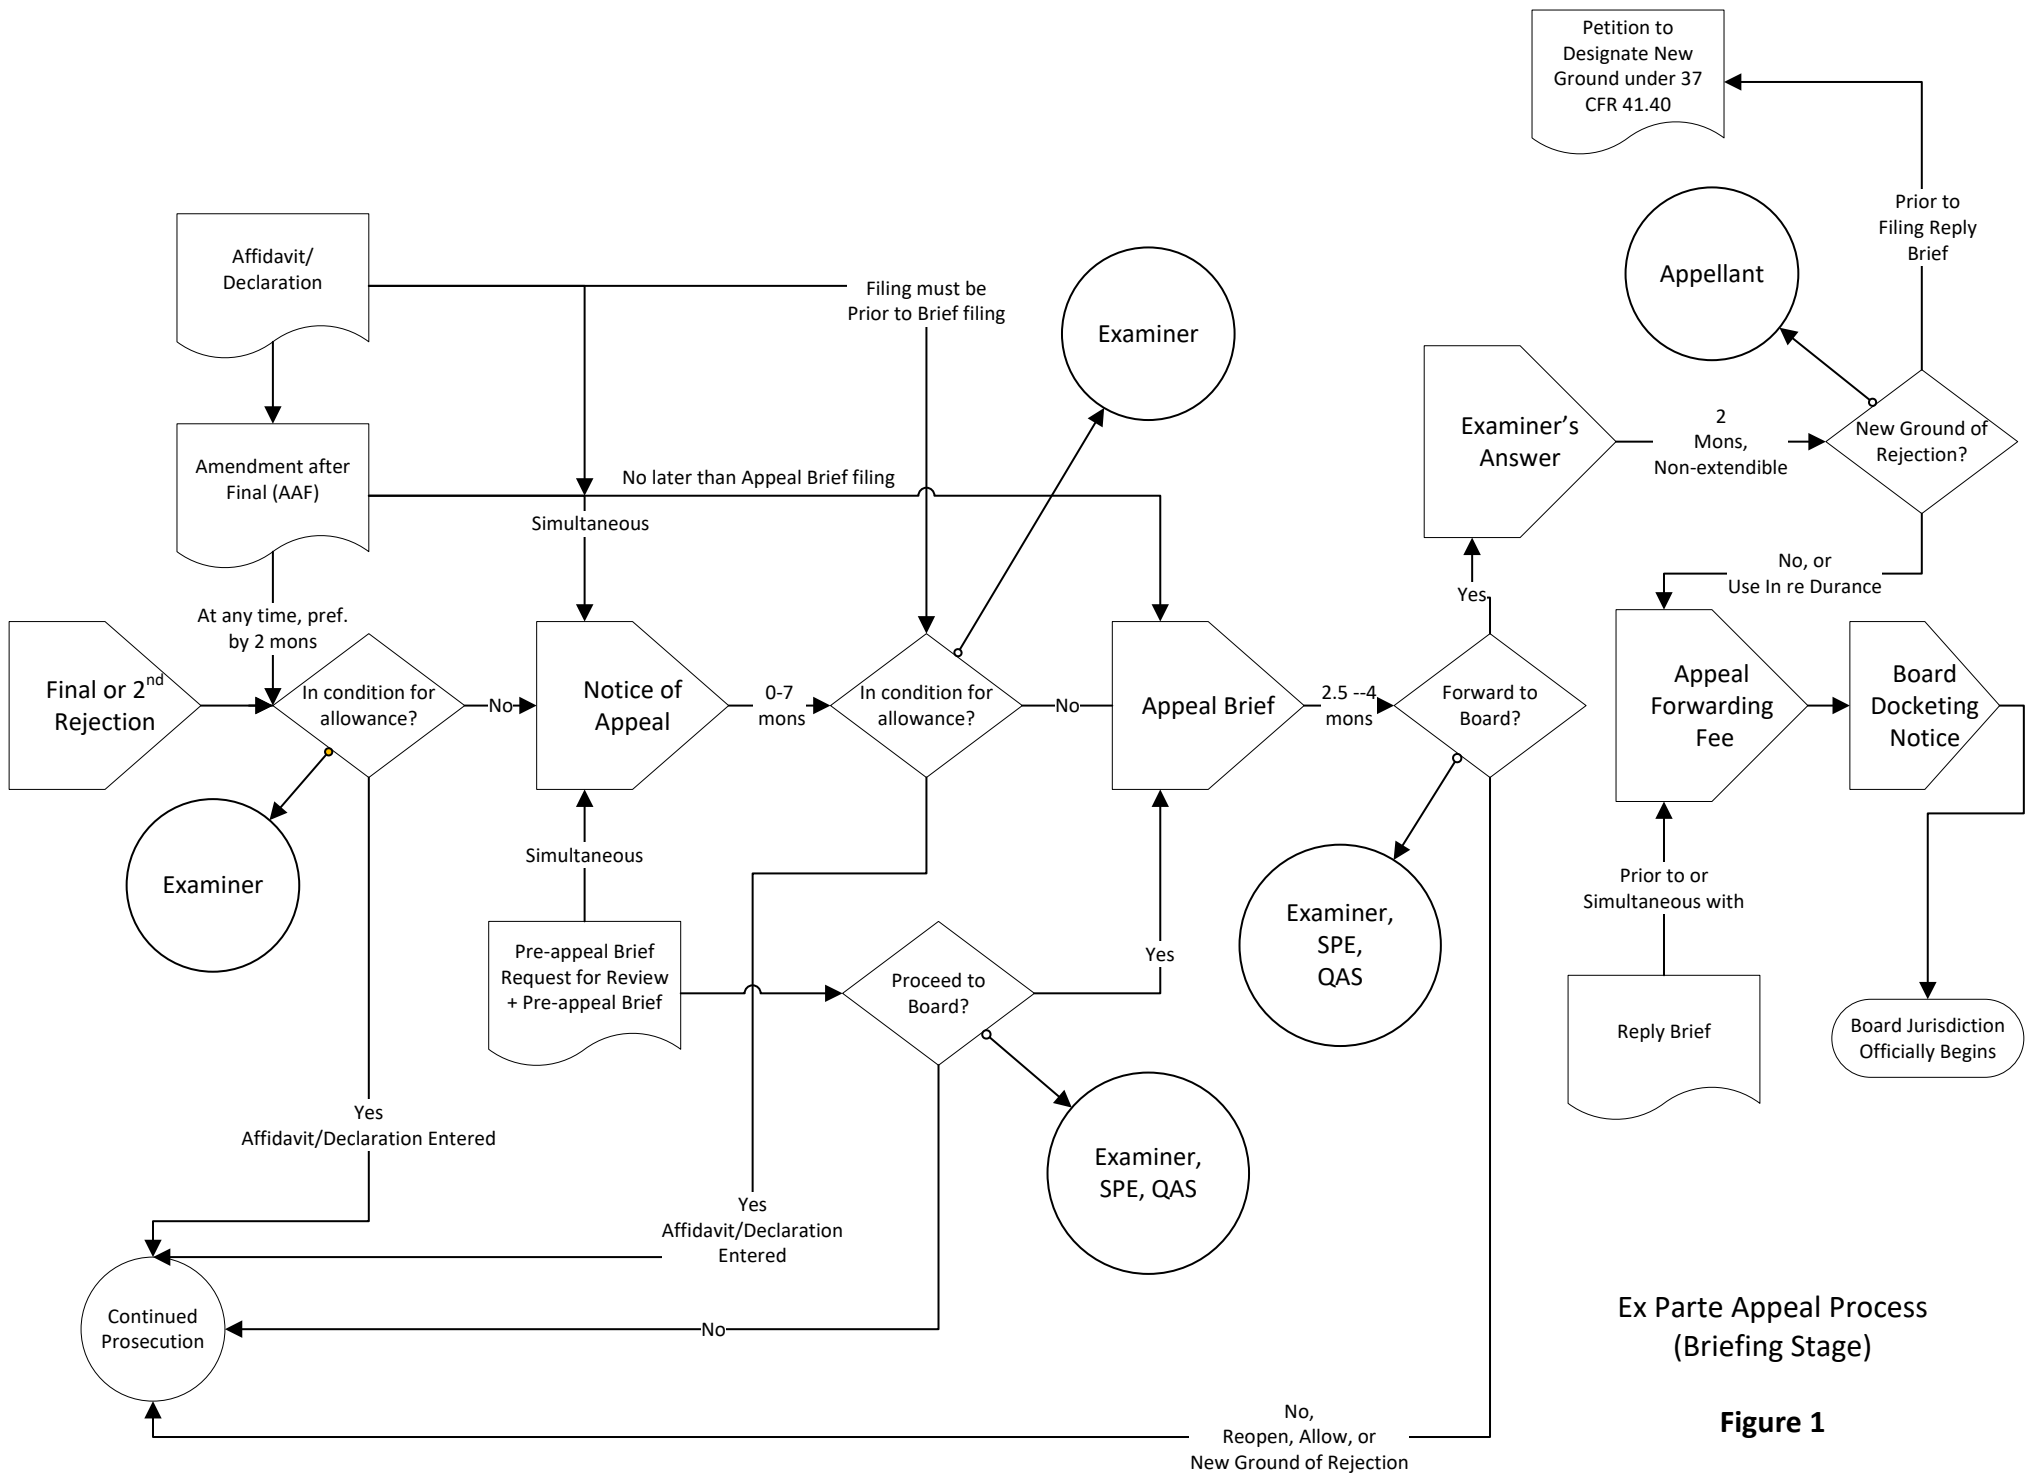 Petition to
Designate New
Ground under 37
CFR 41.40
Prior to
Filing Reply
Brief
Appellant
Affidavit/
Declaration
Filing must be
Prior to Brief filing
Examiner
Examiner's
Answer
2
Mons,
Non-extendible
New Ground of
Rejection?
Amendment after
Final (AAF)
No later than Appeal Brief filing
Simultaneous
No, or
Use In re Durance
Yes
At any time, pref.
by 2 mons
Final or 2nd
Rejection
In condition for
allowance?
No
Notice of
Appeal
0-7
mons
In condition for
allowance?
No
Appeal Brief
2.5 --4
mons
Forward to
Board?
Appeal
Forwarding
Fee
Board
Docketing
Notice
Examiner
Simultaneous
Prior to or
Simultaneous with
Examiner,
SPE,
QAS
Pre-appeal Brief
Request for Review
+ Pre-appeal Brief
Proceed to
Board?
Yes
Reply Brief
Board Jurisdiction
Officially Begins
Yes
Affidavit/Declaration Entered
Examiner,
SPE, QAS
Yes
Affidavit/Declaration
Entered
Continued
Prosecution
No
Ex Parte Appeal Process
(Briefing Stage)
Figure 1
No,
Reopen, Allow, or
New Ground of Rejection